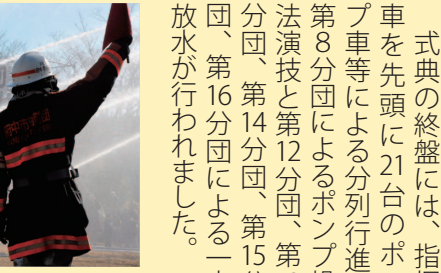 式典の終盤には、指
車を先頭に21台のポ
プ車等による分列行進
第８分団によるポンプ
法演技と第12分団、第
分団、第14分団、第15
団、第16分団による一
放水が行われました。